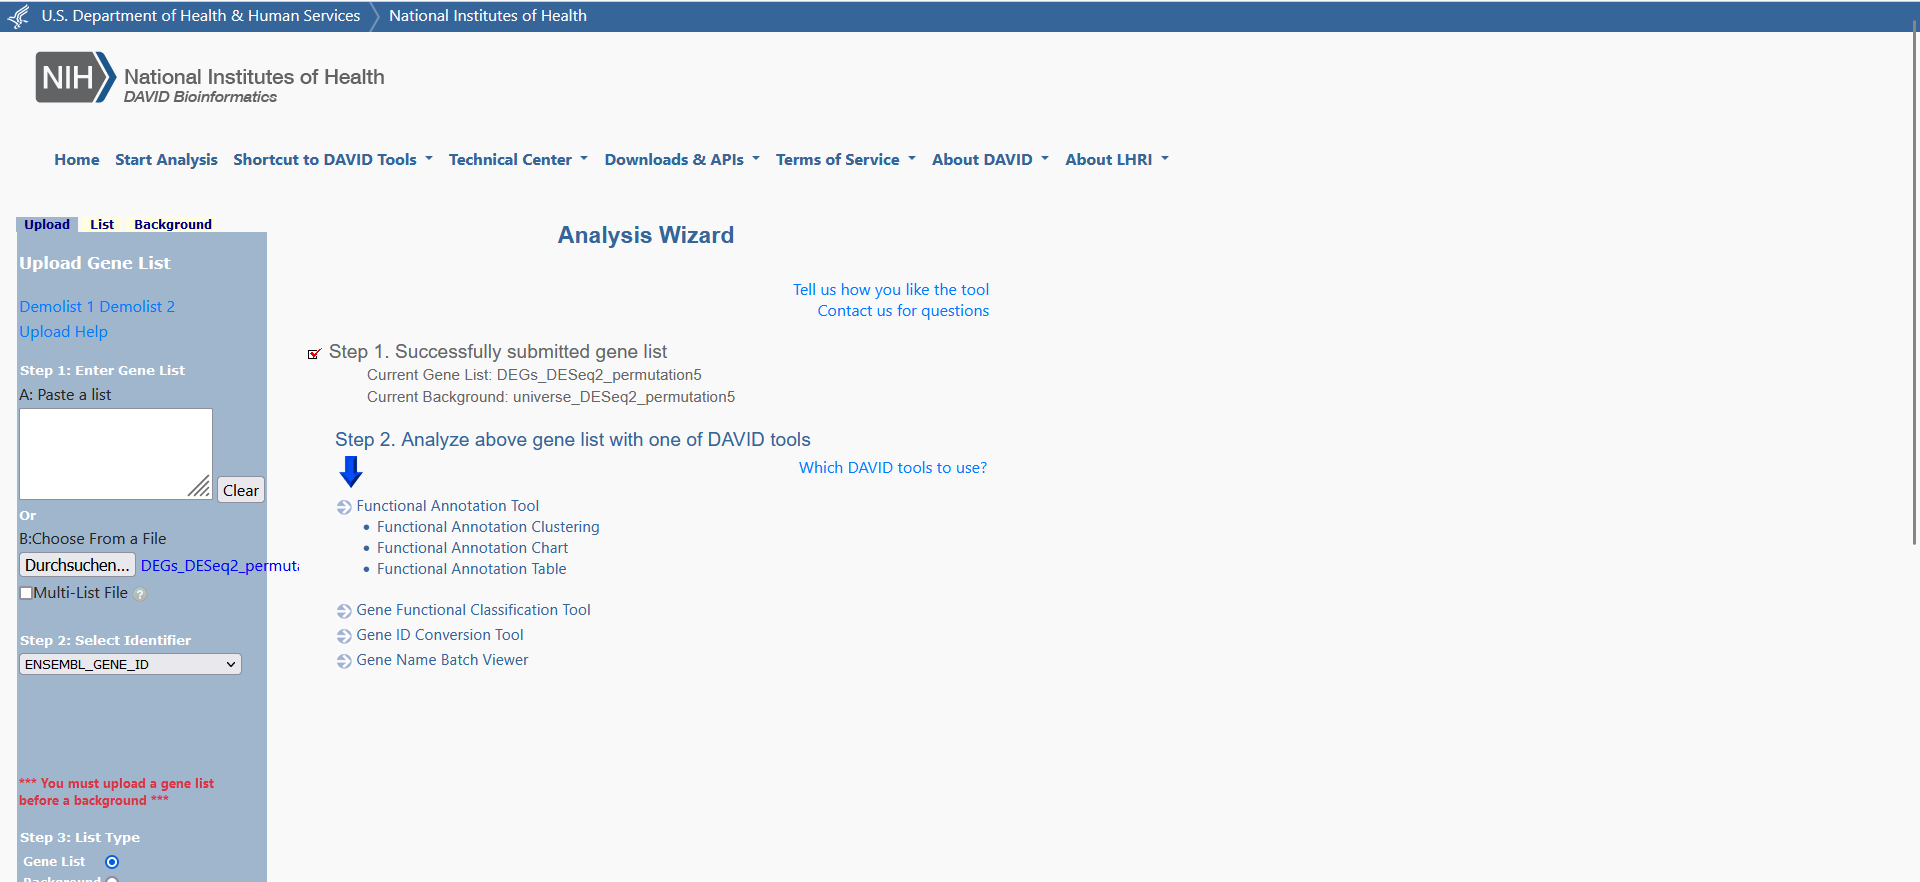 U.S. Department of Health & Human Services
National Institutes of Health
NIH National Institutes of Health
DAVID Bioinformatics
Home Start Analysis Shortcut to DAVID Tools Technical Center Downloads & APIs Terms of Service About DAVID About LHRI
Upload List Background
Upload Gene List
Demolist 1 Demolist 2
Upload Help
Step 1: Enter Gene List
A: Paste a list
Clear
Or
B:Choose From a File
Durchsuchen... DEGs_DESeq2_permuta
Multi-List File ?
Step 2: Select Identifier
ENSEMBL_GENE_ID
*** You must upload a gene list
before a background ***
Step 3: List Type
Gene List
Background
Analysis Wizard
Tell us how you like the tool
Contact us for questions
Step 1. Successfully submitted gene list
Current Gene List: DEGs_DESeq2_permutation5
Current Background: universe_DESeq2_permutation5
Step 2. Analyze above gene list with one of DAVID tools
Which DAVID tools to use?
Functional Annotation Tool
• Functional Annotation Clustering
• Functional Annotation Chart
• Functional Annotation Table
Gene Functional Classification Tool
Gene ID Conversion Tool
Gene Name Batch Viewer